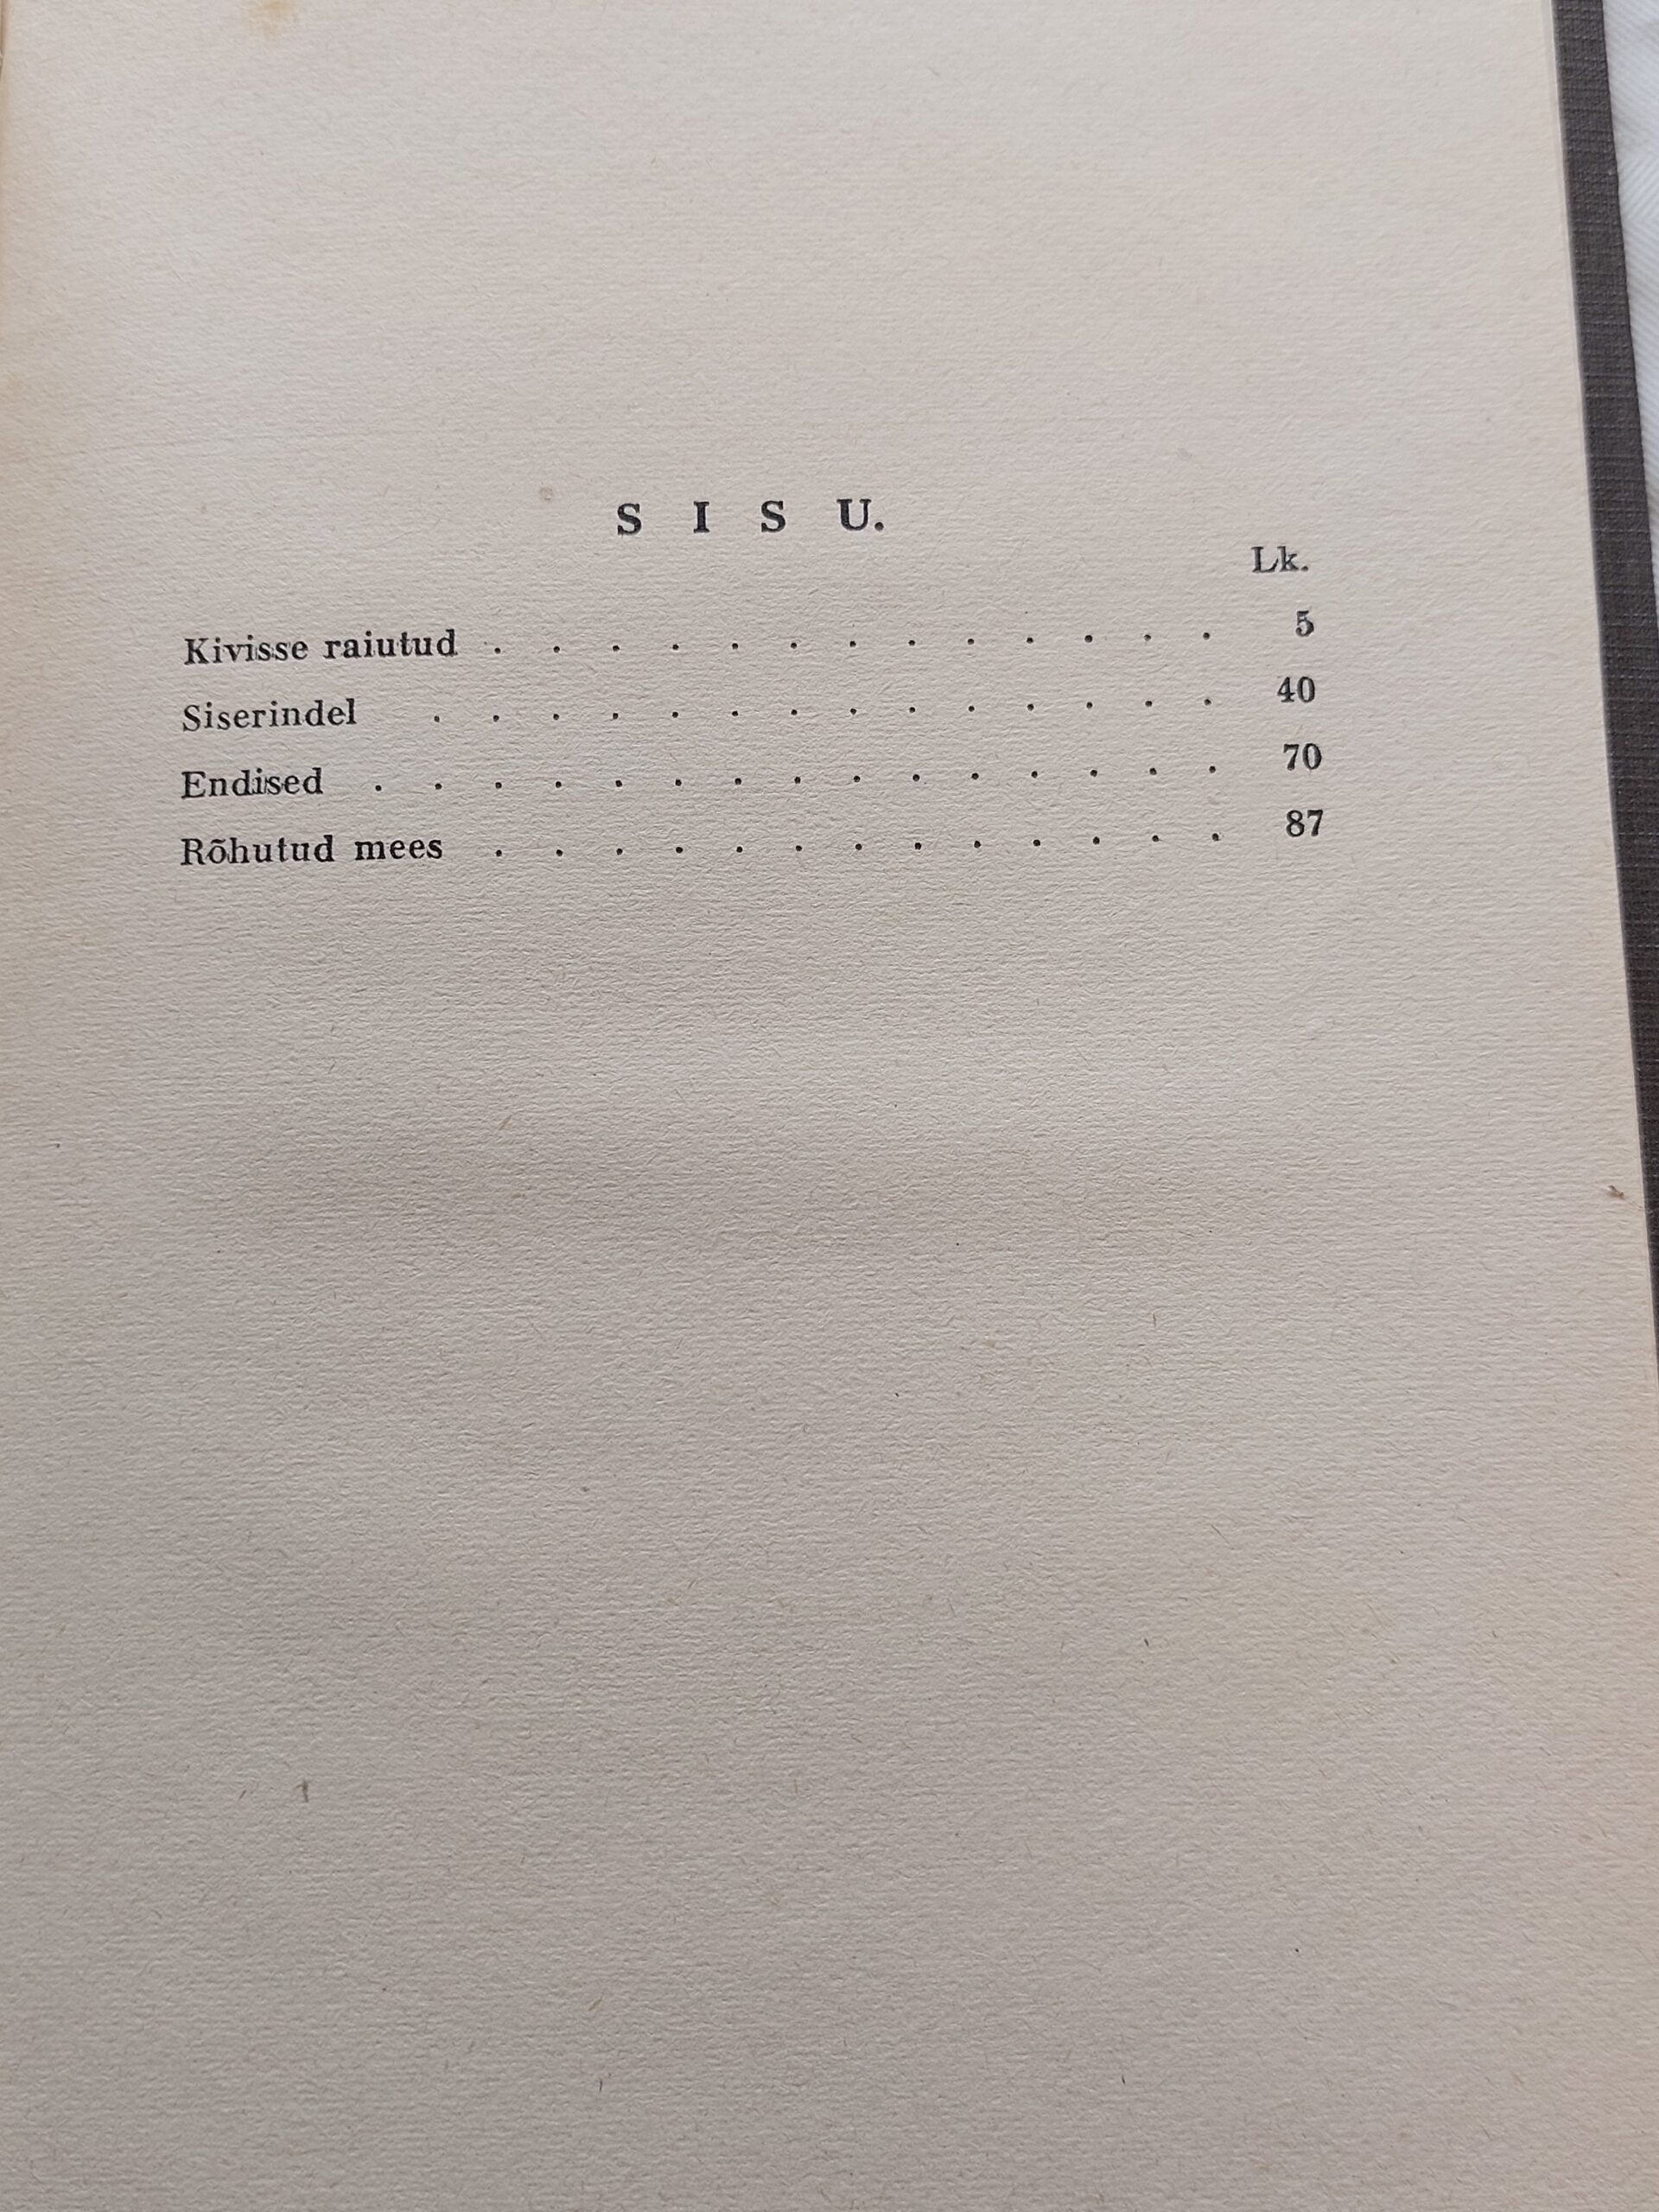 S I S U.
Lk.
Kivisse raiutud . . . . . . . . . . . . . 5
Siserindel . . . . . . . . . . . . . . 40
Endised . . . . . . . . . . . . . . . 70
Rõhutud mees . . . . . . . . . . . . . 87